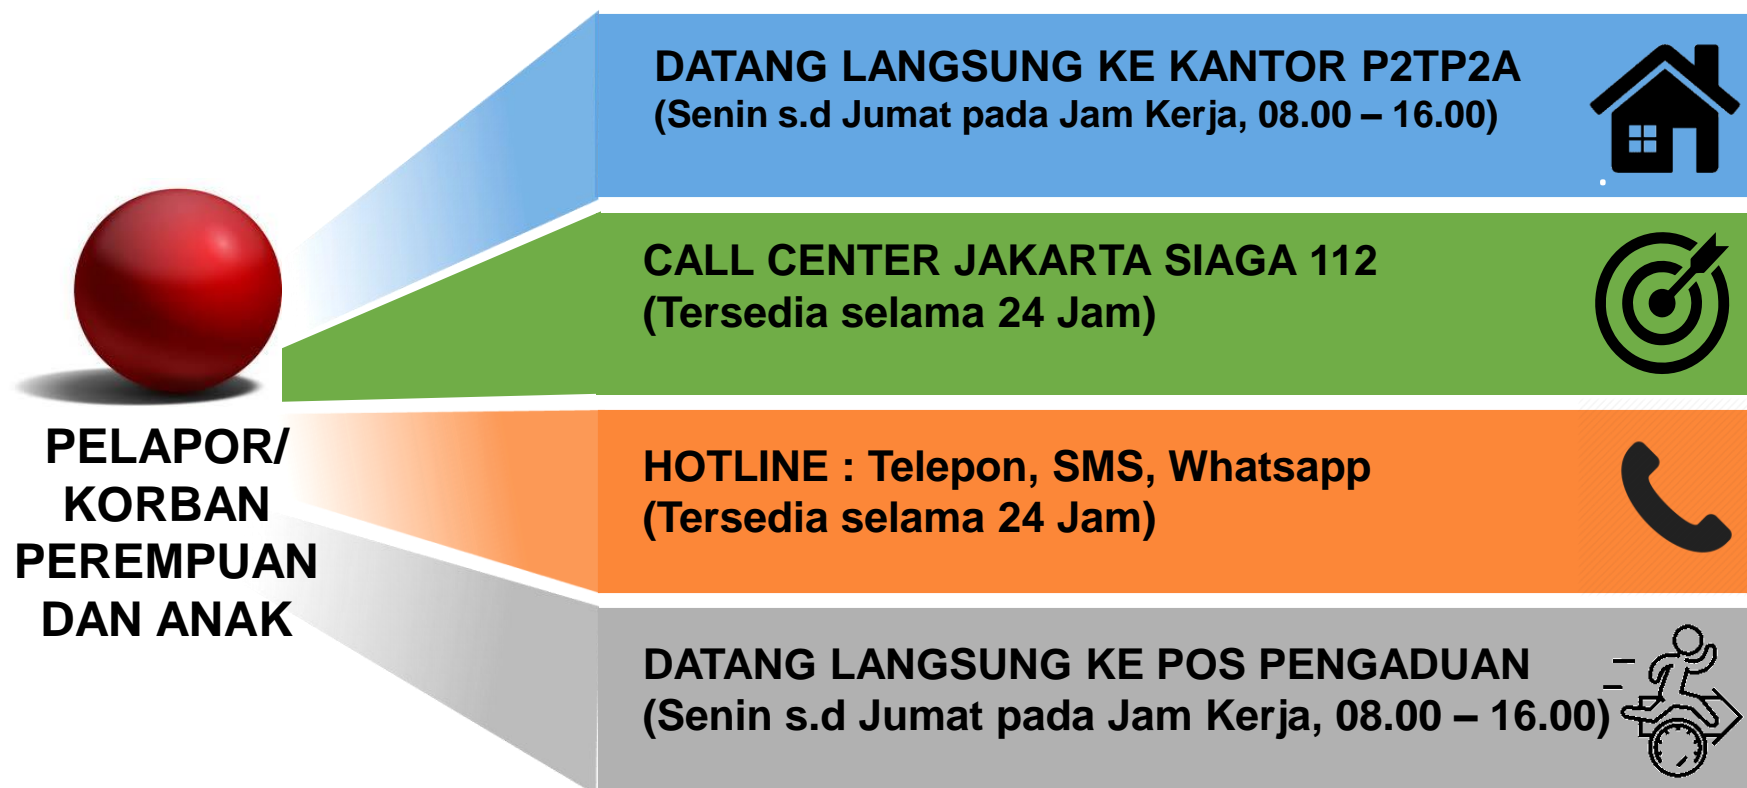 DATANG LANGSUNG KE KANTOR P2TP2A
(Senin s.d Jumat pada Jam Kerja, 08.00 – 16.00)
CALL CENTER JAKARTA SIAGA 112
(Tersedia selama 24 Jam)
PELAPOR/
KORBAN
PEREMPUAN
DAN ANAK
HOTLINE : Telepon, SMS, Whatsapp
(Tersedia selama 24 Jam)
DATANG LANGSUNG KE POS PENGADUAN
(Senin s.d Jumat pada Jam Kerja, 08.00 – 16.00)